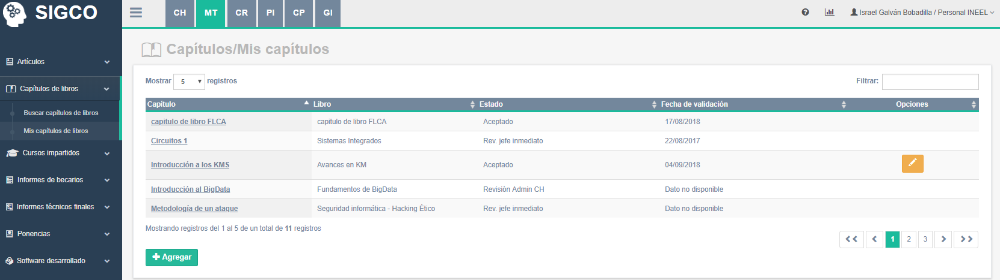 SIGCO
CH MT CR PI CP GI
Israel Galván Bobadilla / Personal INEEL
Artículos
Capítulos de libros
Buscar capítulos de libros
Mis capítulos de libros
Cursos impartidos
Informes de becarios
Informes técnicos finales
Ponencias
Software desarrollado
Capítulos/Mis capítulos
Mostrar 5 registros
Filtrar:
Capítulo Libro Estado Fecha de validación Opciones
capitulo de libro FLCA capitulo de libro FLCA Aceptado 17/08/2018
Circuitos 1 Sistemas Integrados Rev. jefe inmediato 22/08/2017
Introducción a los KMS Avances en KM Aceptado 04/09/2018
Introducción al BigData Fundamentos de BigData Revisión Admin CH Dato no disponible
Metodología de un ataque Seguridad informática - Hacking Ético Rev. jefe inmediato Dato no disponible
Mostrando registros del 1 al 5 de un total de 11 registros
1 2 3
Agregar